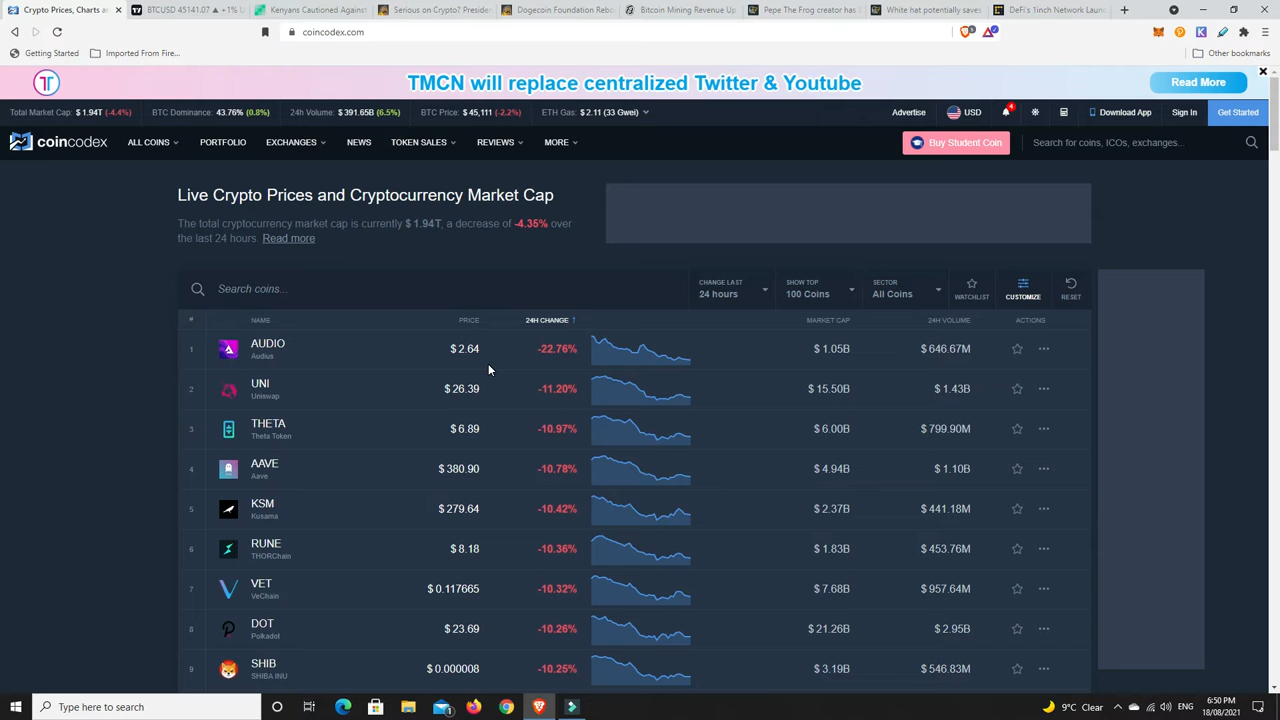 Crypto Prices, Charts a
BTCUSD 45141.07 ▲ +1.96%
Kenyans Cautioned Against
Serious on Crypto? Presiden
Dogecoin Foundation Rebo
Bitcoin Mining Revenue Up
Pepe The Frog creator has
White hat potentially saves
DeFi's 1inch Network Laun
coincodex.com
Getting Started
Imported From Fire...
Other bookmarks
TMCN will replace centralized Twitter & Youtube
Read More
Total Market Cap: $ 1.94T (-4.4%)
BTC Dominance: 43.76% (0.8%)
24h Volume: $ 391.65B (6.5%)
BTC Price: $ 45,111 (-2.2%)
ETH Gas: $ 2.11 (33 Gwei)
Advertise
USD
4
Download App
Sign In
Get Started
coincodex
ALL COINS
PORTFOLIO
EXCHANGES
NEWS
TOKEN SALES
REVIEWS
MORE
Buy Student Coin
Search for coins, ICOs, exchanges...
Live Crypto Prices and Cryptocurrency Market Cap
The total cryptocurrency market cap is currently $ 1.94T, a decrease of -4.35% over
the last 24 hours. Read more
Search coins...
CHANGE LAST
24 hours
SHOW TOP
100 Coins
SECTOR
All Coins
WATCHLIST
CUSTOMIZE
RESET
# NAME PRICE 24H CHANGE ↑ MARKET CAP 24H VOLUME ACTIONS
1 AUDIO $ 2.64 -22.76% $ 1.05B $ 646.67M
Audius
2 UNI $ 26.39 -11.20% $ 15.50B $ 1.43B
Uniswap
3 THETA $ 6.89 -10.97% $ 6.00B $ 799.90M
Theta Token
4 AAVE $ 380.90 -10.78% $ 4.94B $ 1.10B
Aave
5 KSM $ 279.64 -10.42% $ 2.37B $ 441.18M
Kusama
6 RUNE $ 8.18 -10.36% $ 1.83B $ 453.76M
THORChain
7 VET $ 0.117665 -10.32% $ 7.68B $ 957.64M
VeChain
8 DOT $ 23.69 -10.26% $ 21.26B $ 2.95B
Polkadot
9 SHIB $ 0.000008 -10.25% $ 3.19B $ 546.83M
SHIBA INU
Type here to search
9°C Clear
ENG
6:50 PM
18/08/2021